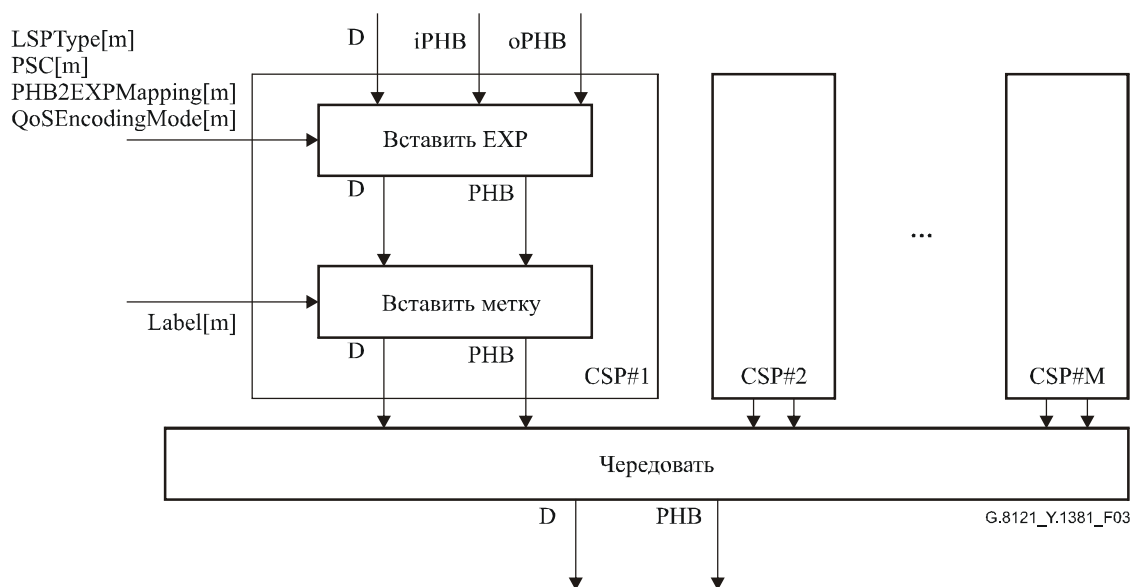 D iPHB oPHB
LSPType[m]
PSC[m]
PHB2EXPMapping[m]
QoSEncodingMode[m]
Вставить EXP
D PHB
...
Вставить метку
Label[m]
D PHB
CSP#1 CSP#2 CSP#M
Чередовать
D PHB
G.8121_Y.1381_F03